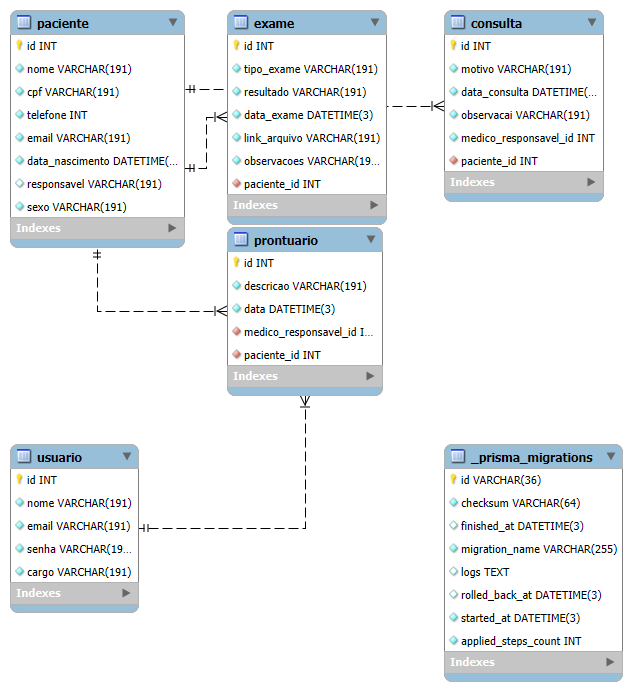 paciente
id INT
nome VARCHAR(191)
cpf VARCHAR(191)
telefone INT
email VARCHAR(191)
data_nascimento DATETIME(...
responsavel VARCHAR(191)
sexo VARCHAR(191)
Indexes
exame
id INT
tipo_exame VARCHAR(191)
resultado VARCHAR(191)
data_exame DATETIME(3)
link_arquivo VARCHAR(191)
observacoes VARCHAR(19...
paciente_id INT
Indexes
consulta
id INT
motivo VARCHAR(191)
data_consulta DATETIME(...
observacai VARCHAR(191)
medico_responsavel_id INT
paciente_id INT
Indexes
prontuario
id INT
descricao VARCHAR(191)
data DATETIME(3)
medico_responsavel_id I...
paciente_id INT
Indexes
usuario
id INT
nome VARCHAR(191)
email VARCHAR(191)
senha VARCHAR(19...
cargo VARCHAR(191)
Indexes
_prisma_migrations
id VARCHAR(36)
checksum VARCHAR(64)
finished_at DATETIME(3)
migration_name VARCHAR(255)
logs TEXT
rolled_back_at DATETIME(3)
started_at DATETIME(3)
applied_steps_count INT
Indexes